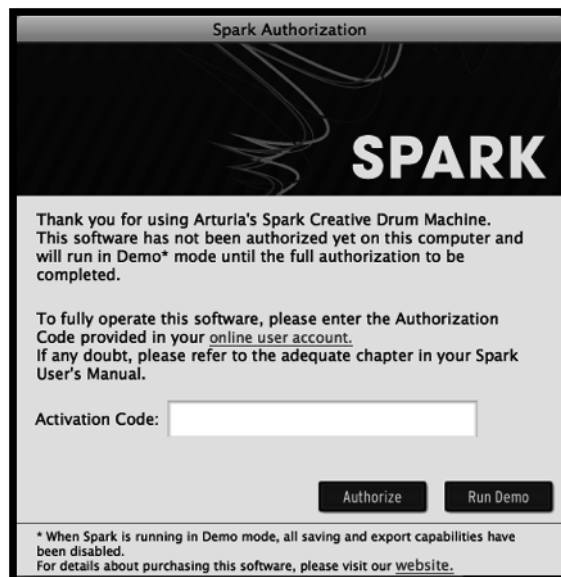 Spark Authorization
SPARK
Thank you for using Arturia's Spark Creative Drum Machine.
This software has not been authorized yet on this computer and
will run in Demo* mode until the full authorization to be
completed.
To fully operate this software, please enter the Authorization
Code provided in your online user account.
If any doubt, please refer to the adequate chapter in your Spark
User's Manual.
Activation Code:
Authorize Run Demo
* When Spark is running in Demo mode, all saving and export capabilities have
been disabled.
For details about purchasing this software, please visit our website.